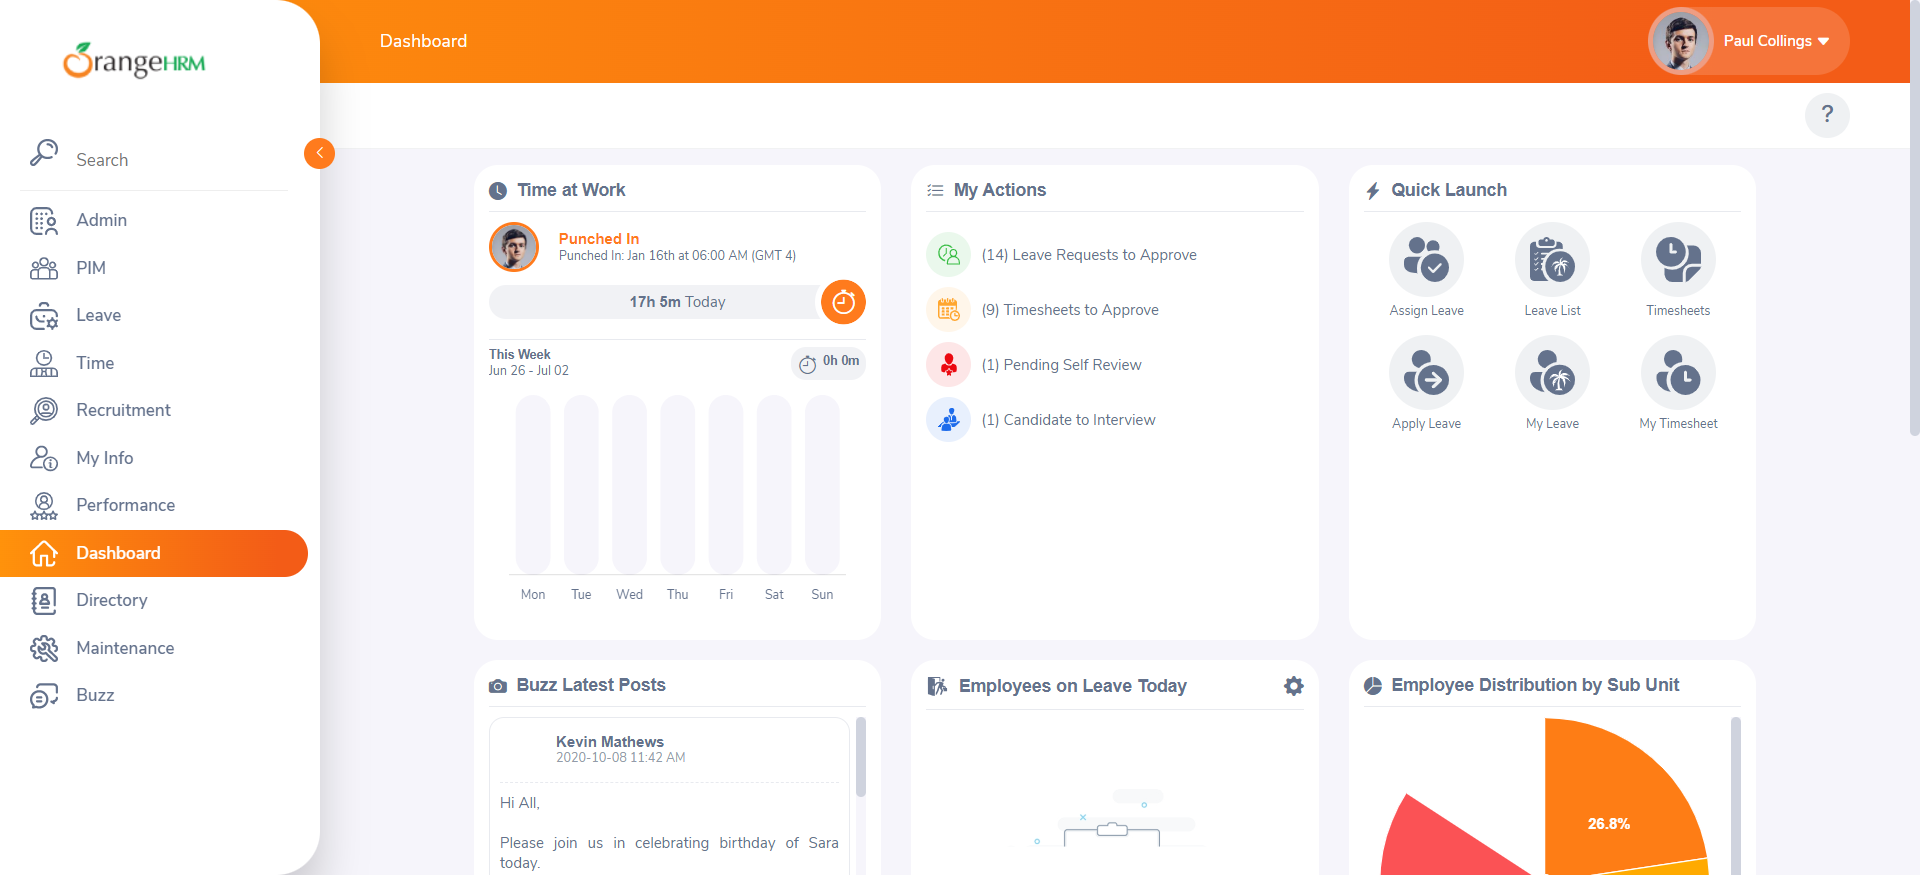 OrangeHRM
Dashboard
Paul Collings
?
Search
Admin
PIM
Leave
Time
Recruitment
My Info
Performance
Dashboard
Directory
Maintenance
Buzz
Time at Work
Punched In
Punched In: Jan 16th at 06:00 AM (GMT 4)
17h 5m Today
This Week
Jun 26 - Jul 02
0h 0m
Mon Tue Wed Thu Fri Sat Sun
My Actions
(14) Leave Requests to Approve
(9) Timesheets to Approve
(1) Pending Self Review
(1) Candidate to Interview
Quick Launch
Assign Leave Leave List Timesheets
Apply Leave My Leave My Timesheet
Buzz Latest Posts
Kevin Mathews
2020-10-08 11:42 AM
Hi All,
Please join us in celebrating birthday of Sara
today.
Employees on Leave Today
Employee Distribution by Sub Unit
26.8%